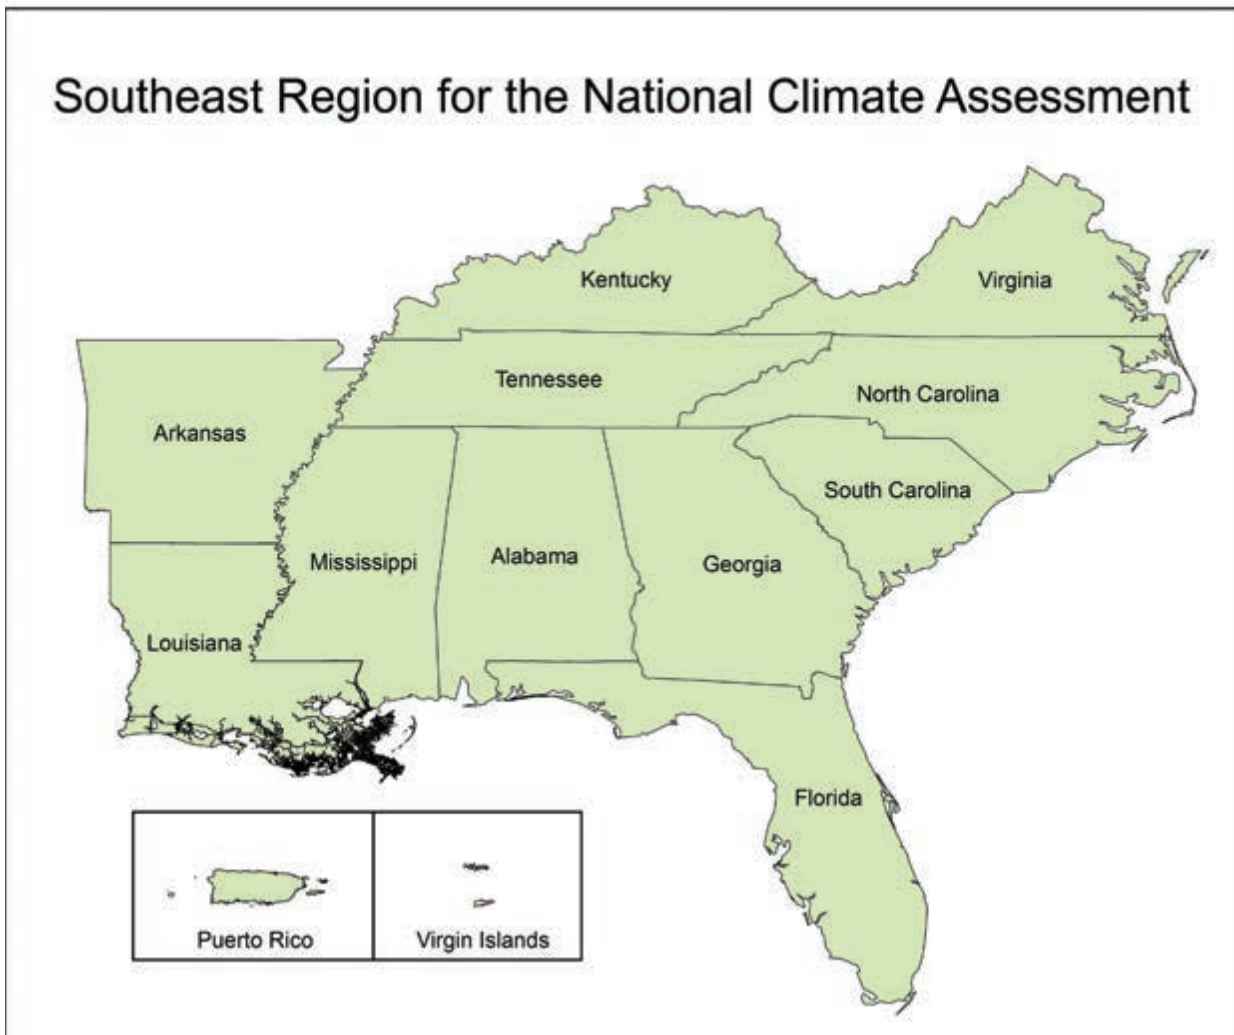 Southeast Region for the National Climate Assessment
Kentucky
Virginia
Tennessee
North Carolina
Arkansas
South Carolina
Mississippi
Alabama
Georgia
Louisiana
Florida
Puerto Rico
Virgin Islands